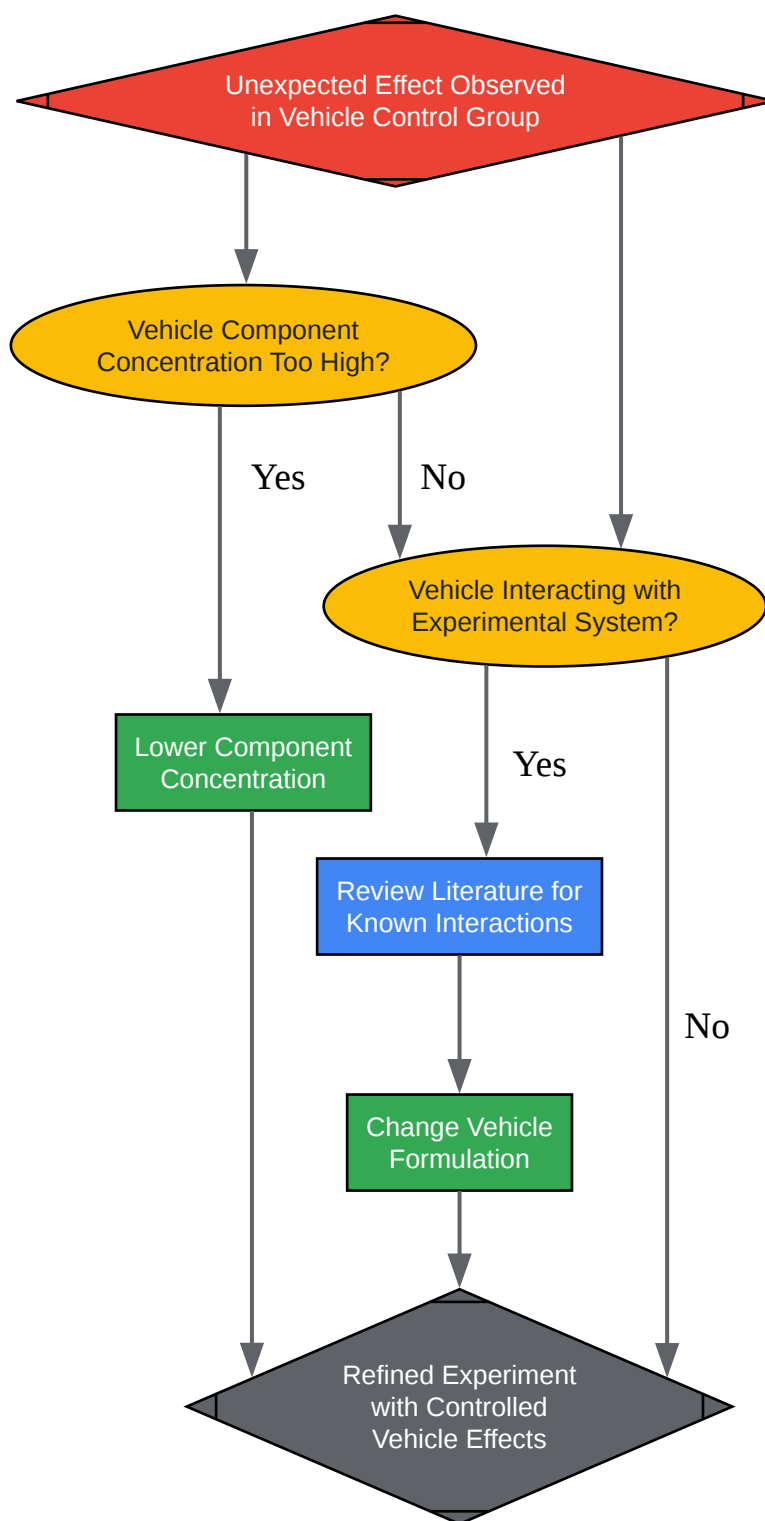 Unexpected Effect Observed
in Vehicle Control Group
Vehicle Component
Concentration Too High?
Yes
No
Vehicle Interacting with
Experimental System?
Lower Component
Concentration
Yes
Review Literature for
Known Interactions
No
Change Vehicle
Formulation
Refined Experiment
with Controlled
Vehicle Effects